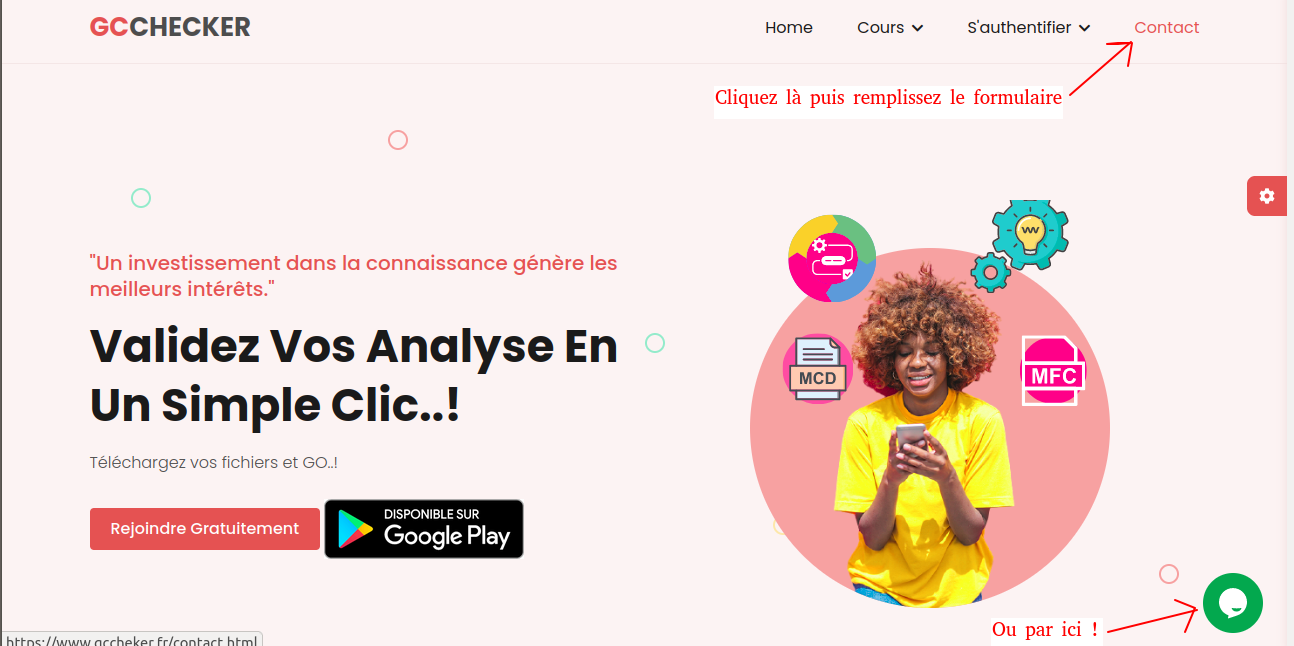 GCCHECKER
Home Cours S'authentifier Contact
Cliquez là puis remplissez le formulaire
"Un investissement dans la connaissance génère les
meilleurs intérêts."
Validez Vos Analyse En
Un Simple Clic..!
MCD
MFC
Téléchargez vos fichiers et GO..!
Rejoindre Gratuitement
DISPONIBLE SUR
Google Play
Ou par ici !
https://www.gccheker.fr/contact.html